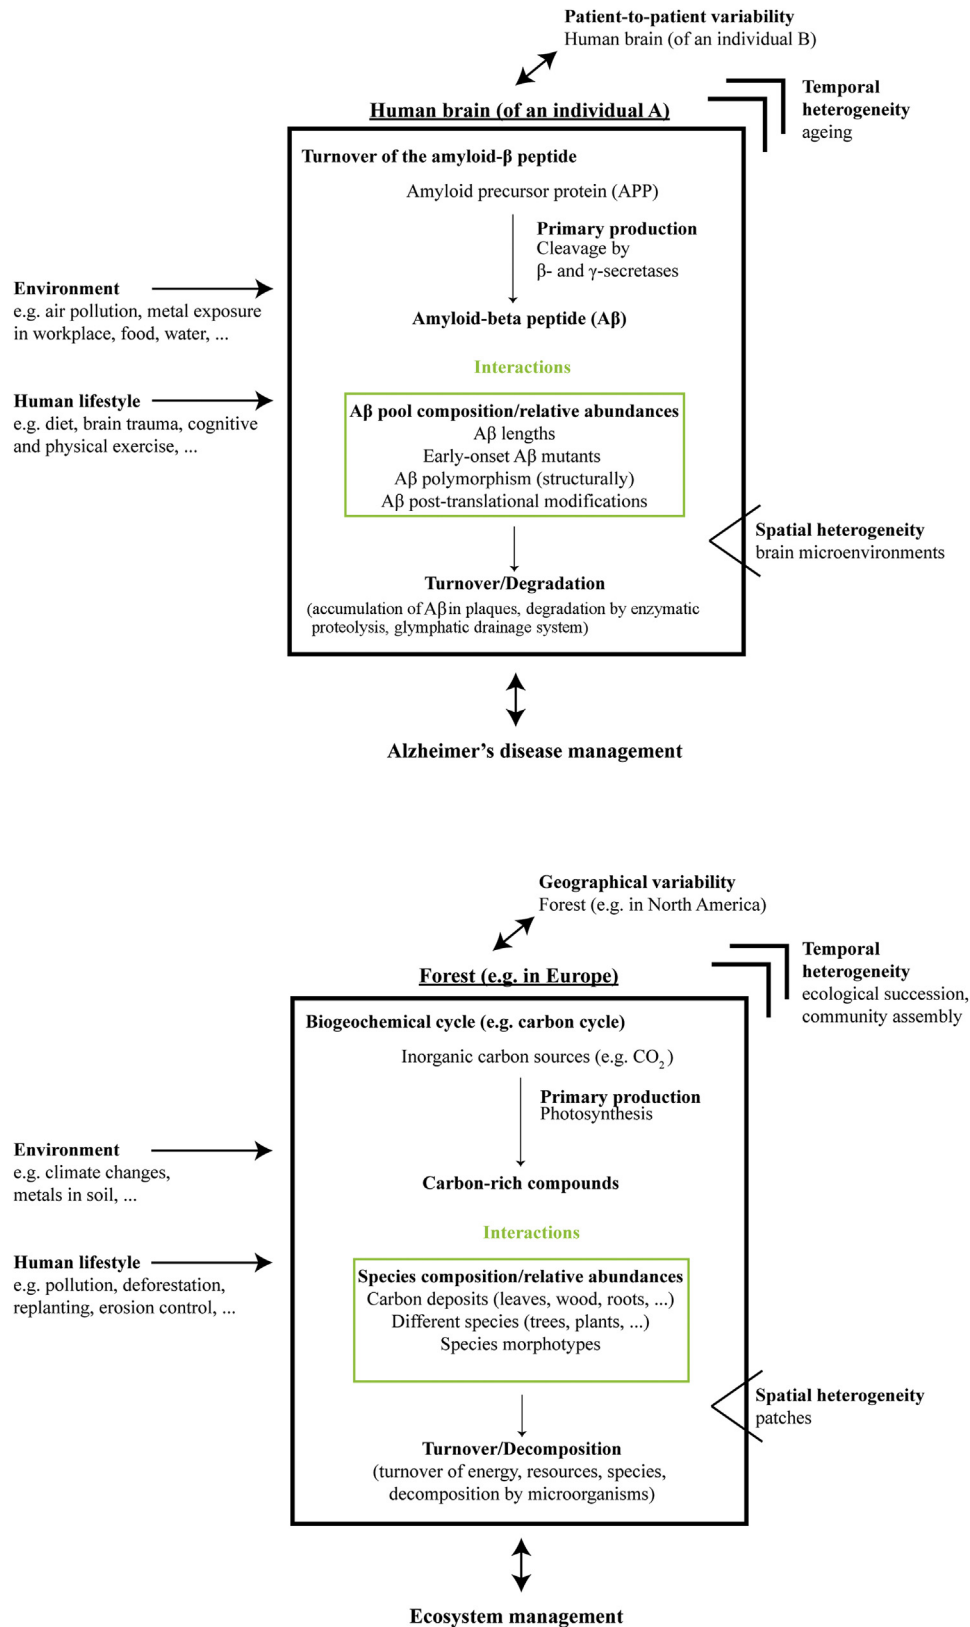 Patient-to-patient variability
Human brain (of an individual B)
Temporal
heterogeneity
ageing
Human brain (of an individual A)
Turnover of the amyloid-β peptide
Amyloid precursor protein (APP)
Primary production
Cleavage by
β- and γ-secretases
Environment
e.g. air pollution, metal exposure
in workplace, food, water, ...
Amyloid-beta peptide (Aβ)
Interactions
Human lifestyle
e.g. diet, brain trauma, cognitive
and physical exercise, ...
Aβ pool composition/relative abundances
Aβ lengths
Early-onset Aβ mutants
Aβ polymorphism (structurally)
Aβ post-translational modifications
Spatial heterogeneity
brain microenvironments
Turnover/Degradation
(accumulation of Aβ in plaques, degradation by enzymatic
proteolysis, glymphatic drainage system)
Alzheimer's disease management
Geographical variability
Forest (e.g. in North America)
Temporal
heterogeneity
ecological succession,
community assembly
Forest (e.g. in Europe)
Biogeochemical cycle (e.g. carbon cycle)
Inorganic carbon sources (e.g. CO₂)
Primary production
Photosynthesis
Environment
e.g. climate changes,
metals in soil, ...
Carbon-rich compounds
Interactions
Human lifestyle
e.g. pollution, deforestation,
replanting, erosion control, ...
Species composition/relative abundances
Carbon deposits (leaves, wood, roots, ...)
Different species (trees, plants, ...)
Species morphotypes
Spatial heterogeneity
patches
Turnover/Decomposition
(turnover of energy, resources, species,
decomposition by microorganisms)
Ecosystem management